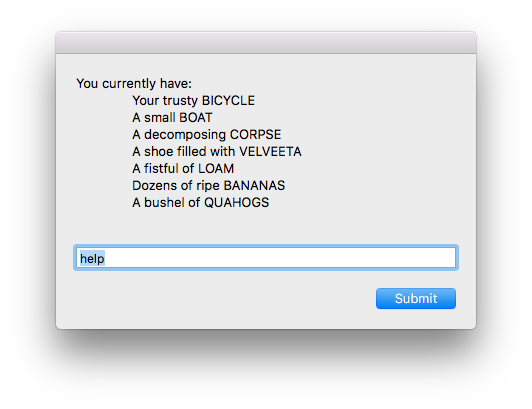 You currently have:
Your trusty BICYCLE
A small BOAT
A decomposing CORPSE
A shoe filled with VELVEETA
A fistful of LOAM
Dozens of ripe BANANAS
A bushel of QUAHOGS
help
Submit